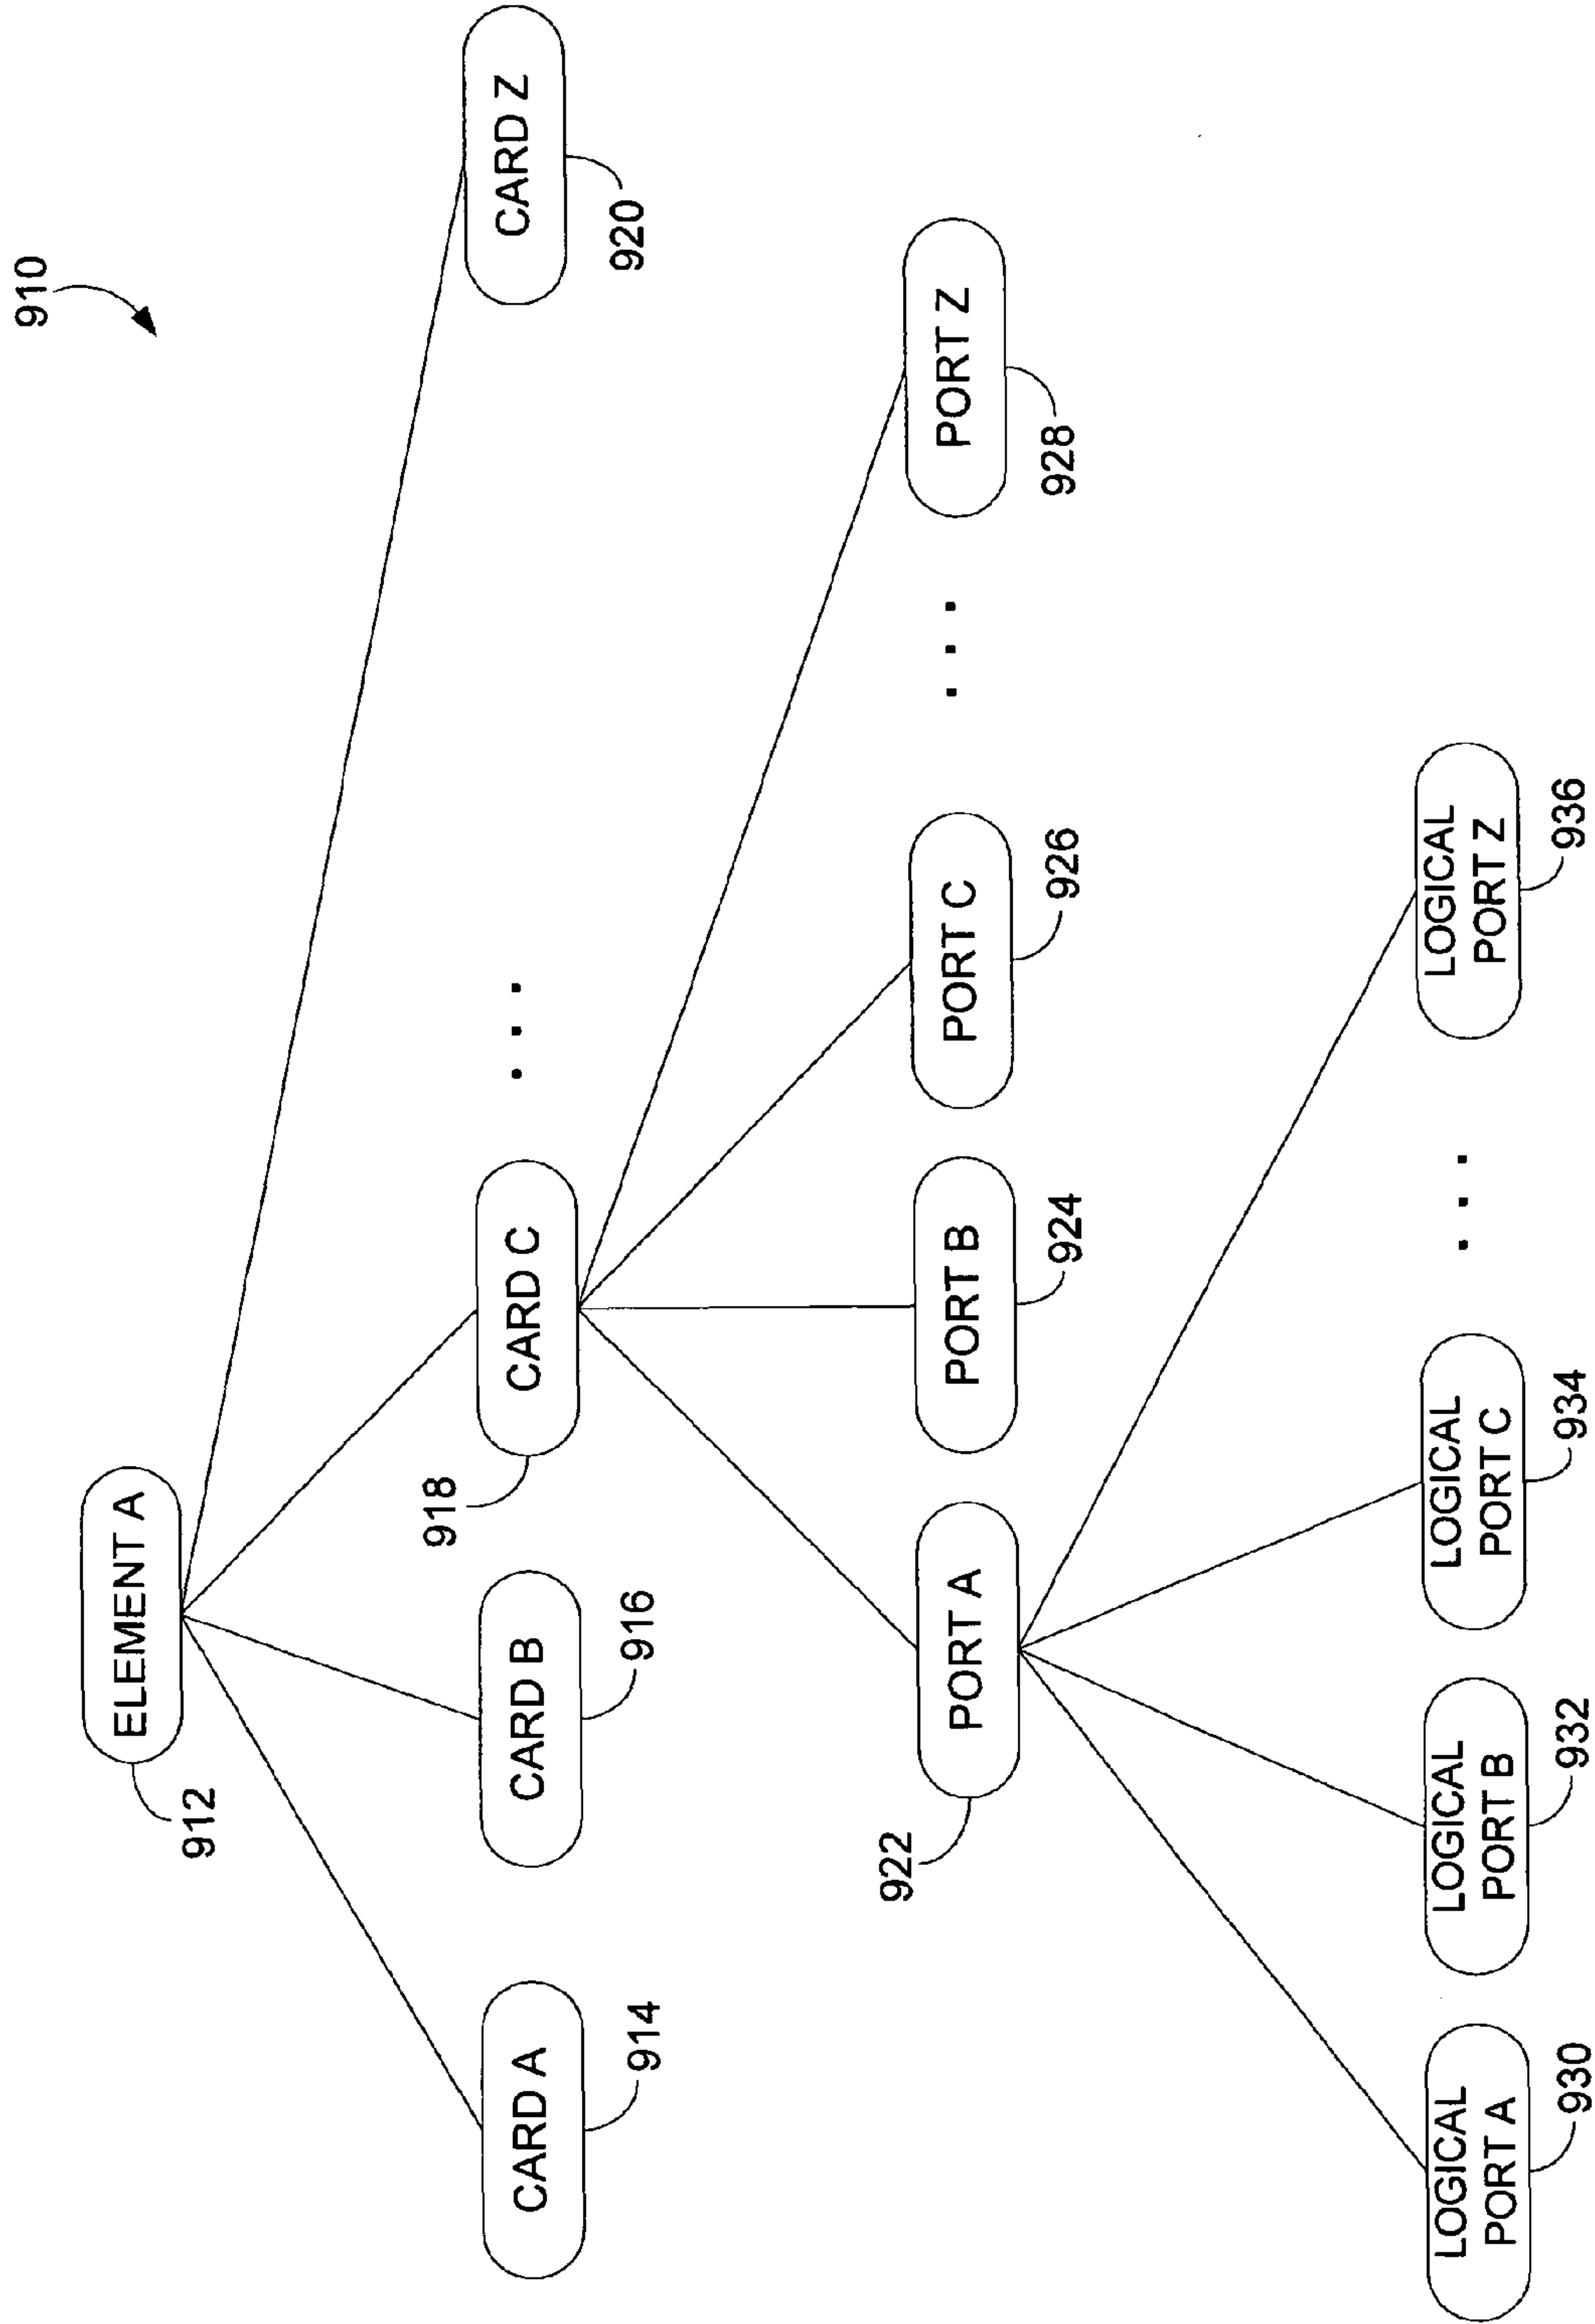 910
ELEMENT A
912
CARD A
914
CARD B
916
CARD C
918
. . .
CARD Z
920
PORT A
922
PORT B
924
PORT C
926
. . .
PORT Z
928
LOGICAL
PORT A
930
LOGICAL
PORT B
932
LOGICAL
PORT C
934
. . .
LOGICAL
PORT Z
936